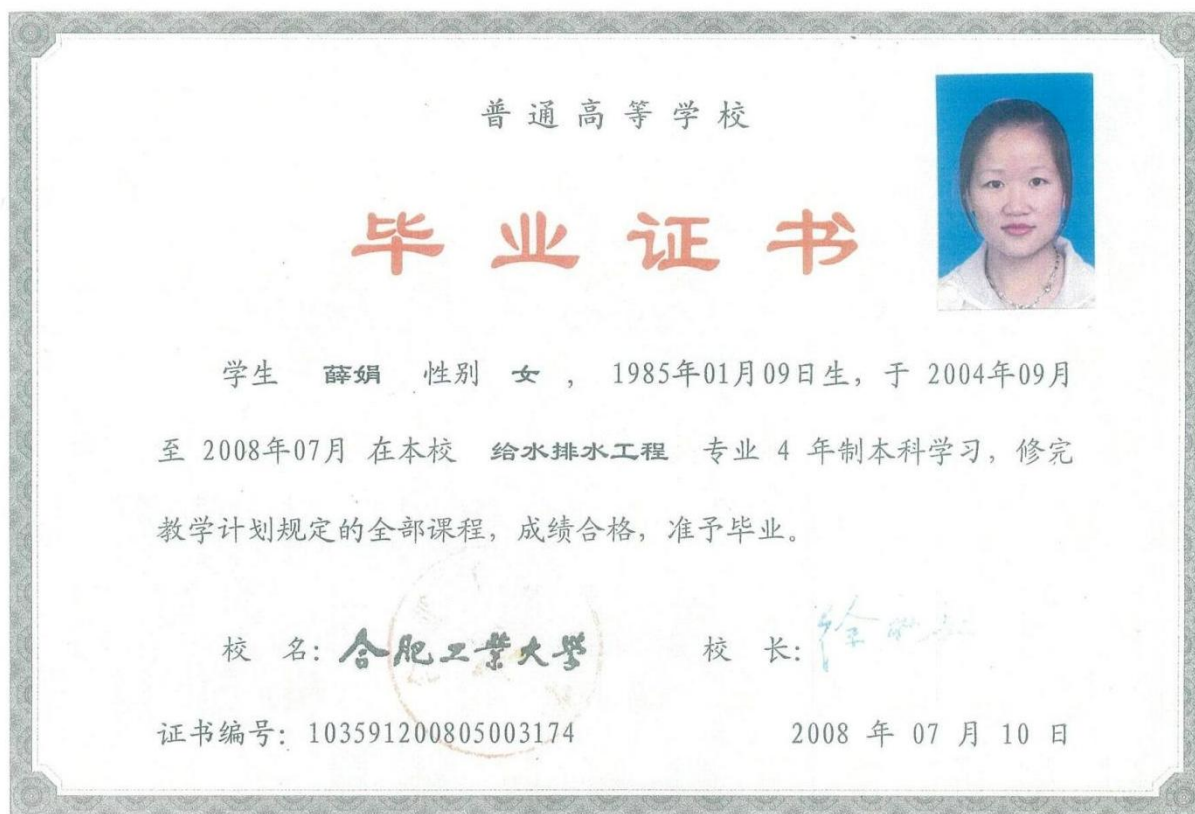 普通高等学校
毕业证书
学生 薛娟 性别 女 , 1985年01月09日生, 于 2004年09月
至 2008年07月 在本校 给水排水工程 专业 4 年制本科学习, 修完
教学计划规定的全部课程, 成绩合格, 准予毕业。
校 名: 合肥工业大学 校 长:
证书编号: 103591200805003174 2008 年 07 月 10 日